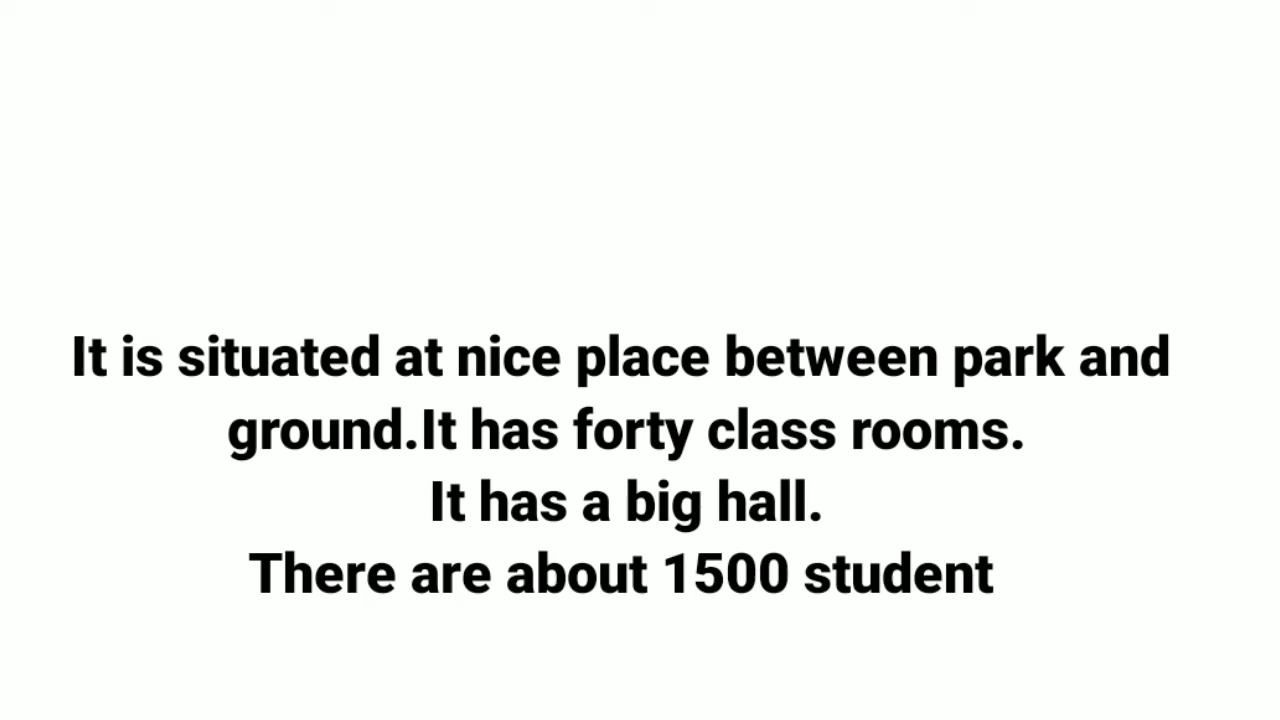 It is situated at nice place between park and
ground.It has forty class rooms.
It has a big hall.
There are about 1500 student